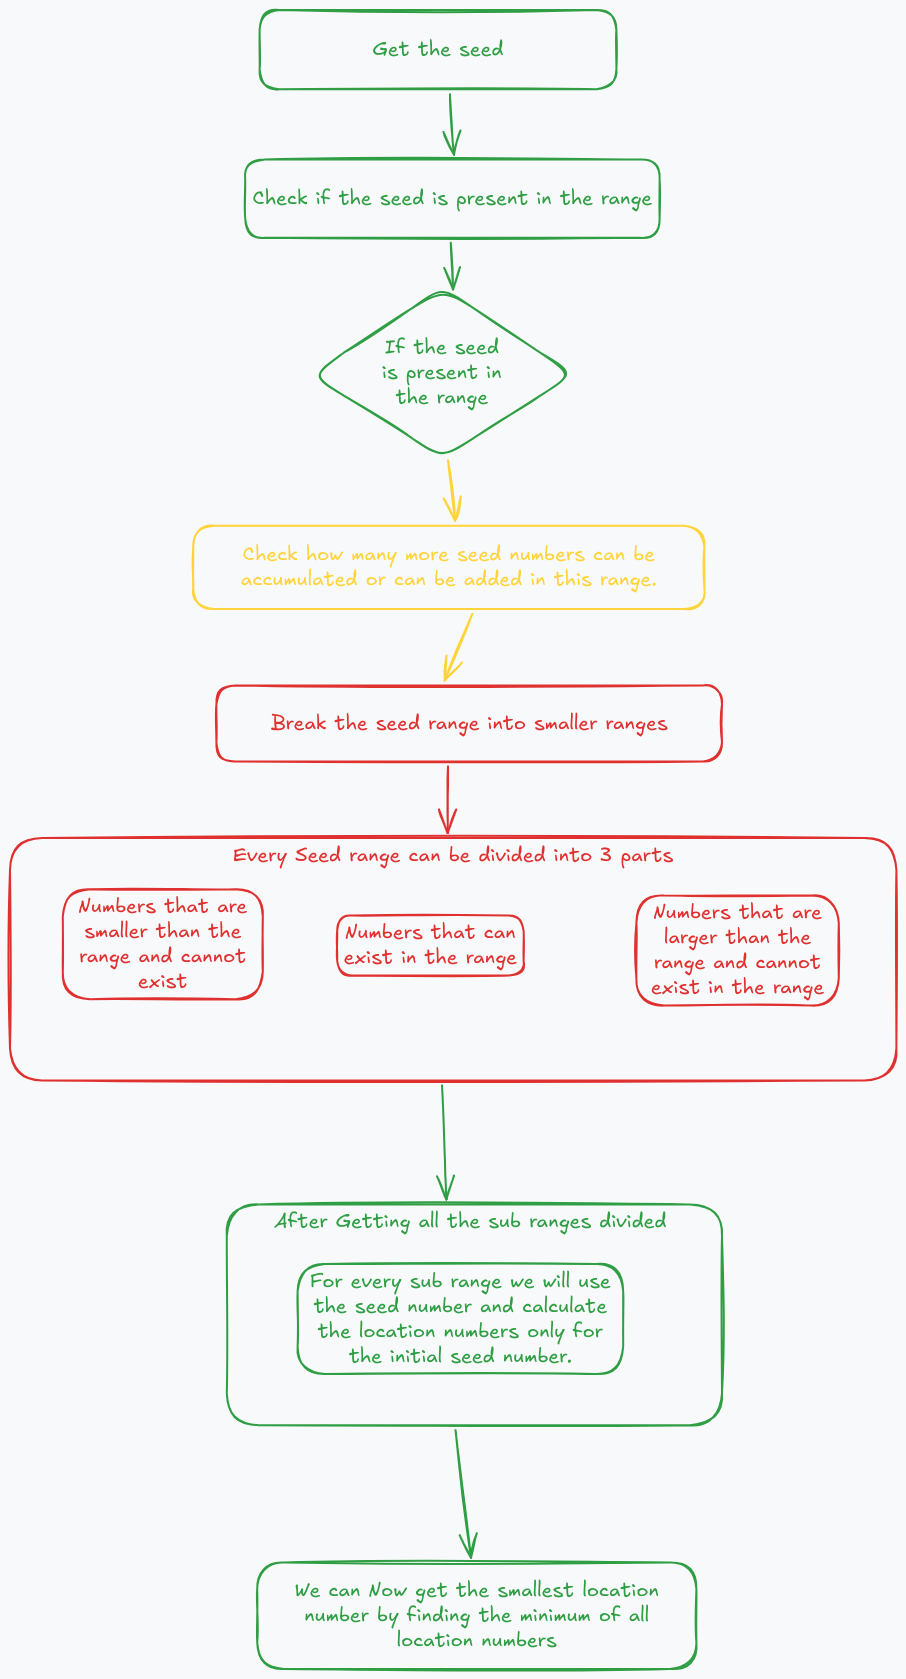 Get the seed
Check if the seed is present in the range
If the seed
is present in
the range
Check how many more seed numbers can be
accumulated or can be added in this range.
Break the seed range into smaller ranges
Every Seed range can be divided into 3 parts
Numbers that are
smaller than the
range and cannot
exist
Numbers that can
exist in the range
Numbers that are
larger than the
range and cannot
exist in the range
After Getting all the sub ranges divided
For every sub range we will use
the seed number and calculate
the location numbers only for
the initial seed number.
We can Now get the smallest location
number by finding the minimum of all
location numbers